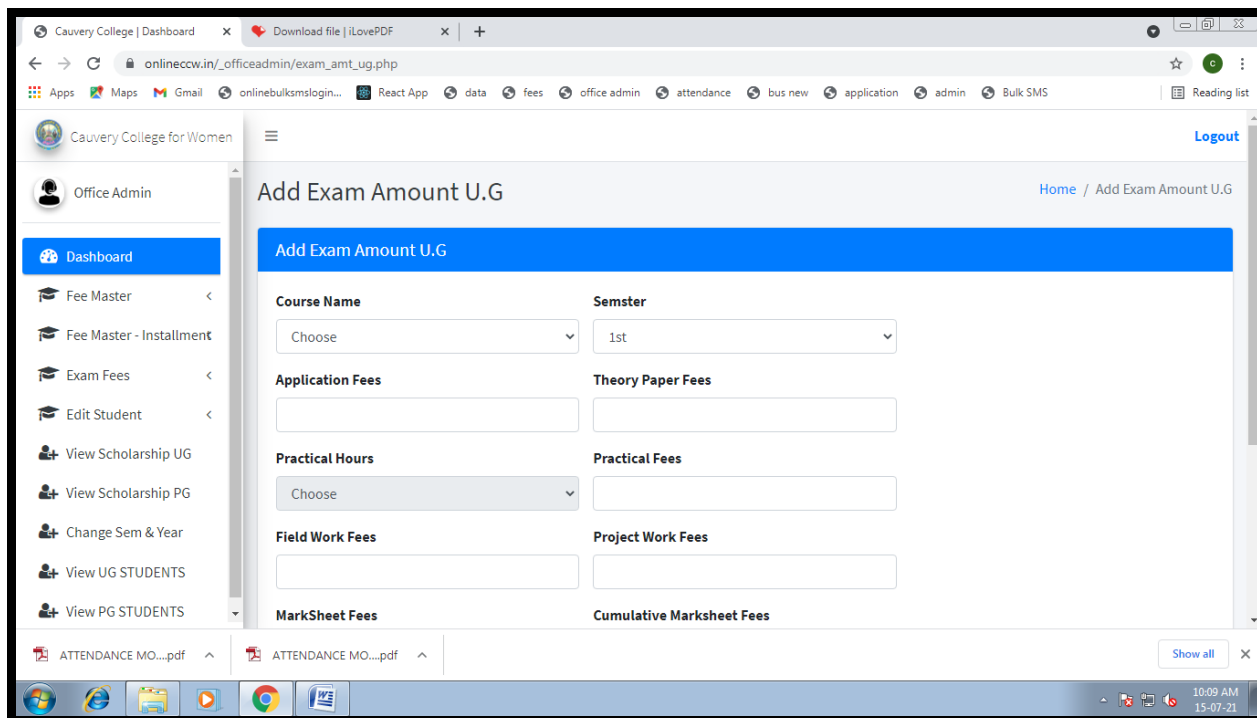 Cauvery College | Dashboard Download file | iLovePDF
onlineccw.in/_officeadmin/exam_amt_ug.php C
Apps Maps Gmail onlinebulksmslogin... React App data fees office admin attendance bus new application admin Bulk SMS Reading list
Cauvery College for Women Logout
Office Admin
Dashboard
Fee Master
Fee Master - Installment
Exam Fees
Edit Student
View Scholarship UG
View Scholarship PG
Change Sem & Year
View UG STUDENTS
View PG STUDENTS
Add Exam Amount U.G Home / Add Exam Amount U.G
Add Exam Amount U.G
Course Name Semster
Choose 1st
Application Fees Theory Paper Fees
Practical Hours Practical Fees
Choose
Field Work Fees Project Work Fees
MarkSheet Fees Cumulative Marksheet Fees
ATTENDANCE MO....pdf ATTENDANCE MO....pdf Show all
10:09 AM
15-07-21